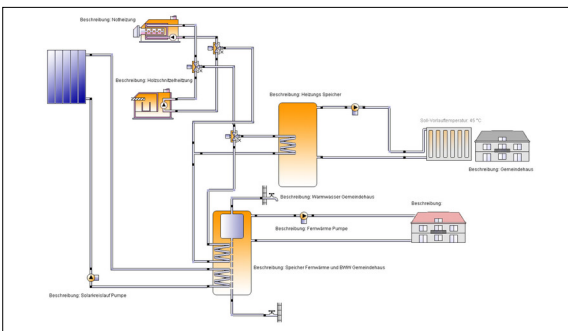 Beschreibung: Notheizung
Beschreibung: Holzschnitzelheizung
Beschreibung: Heizungs Speicher
Soll-Vorlauftemperatur: 45 °C
Beschreibung: Gemeindehaus
Beschreibung: Warmwasser Gemeindehaus
Beschreibung
Beschreibung: Fernwärme Pumpe
Beschreibung: Speicher Fernwärme und BWW Gemeindehaus
Beschreibung: Solarkreislauf Pumpe